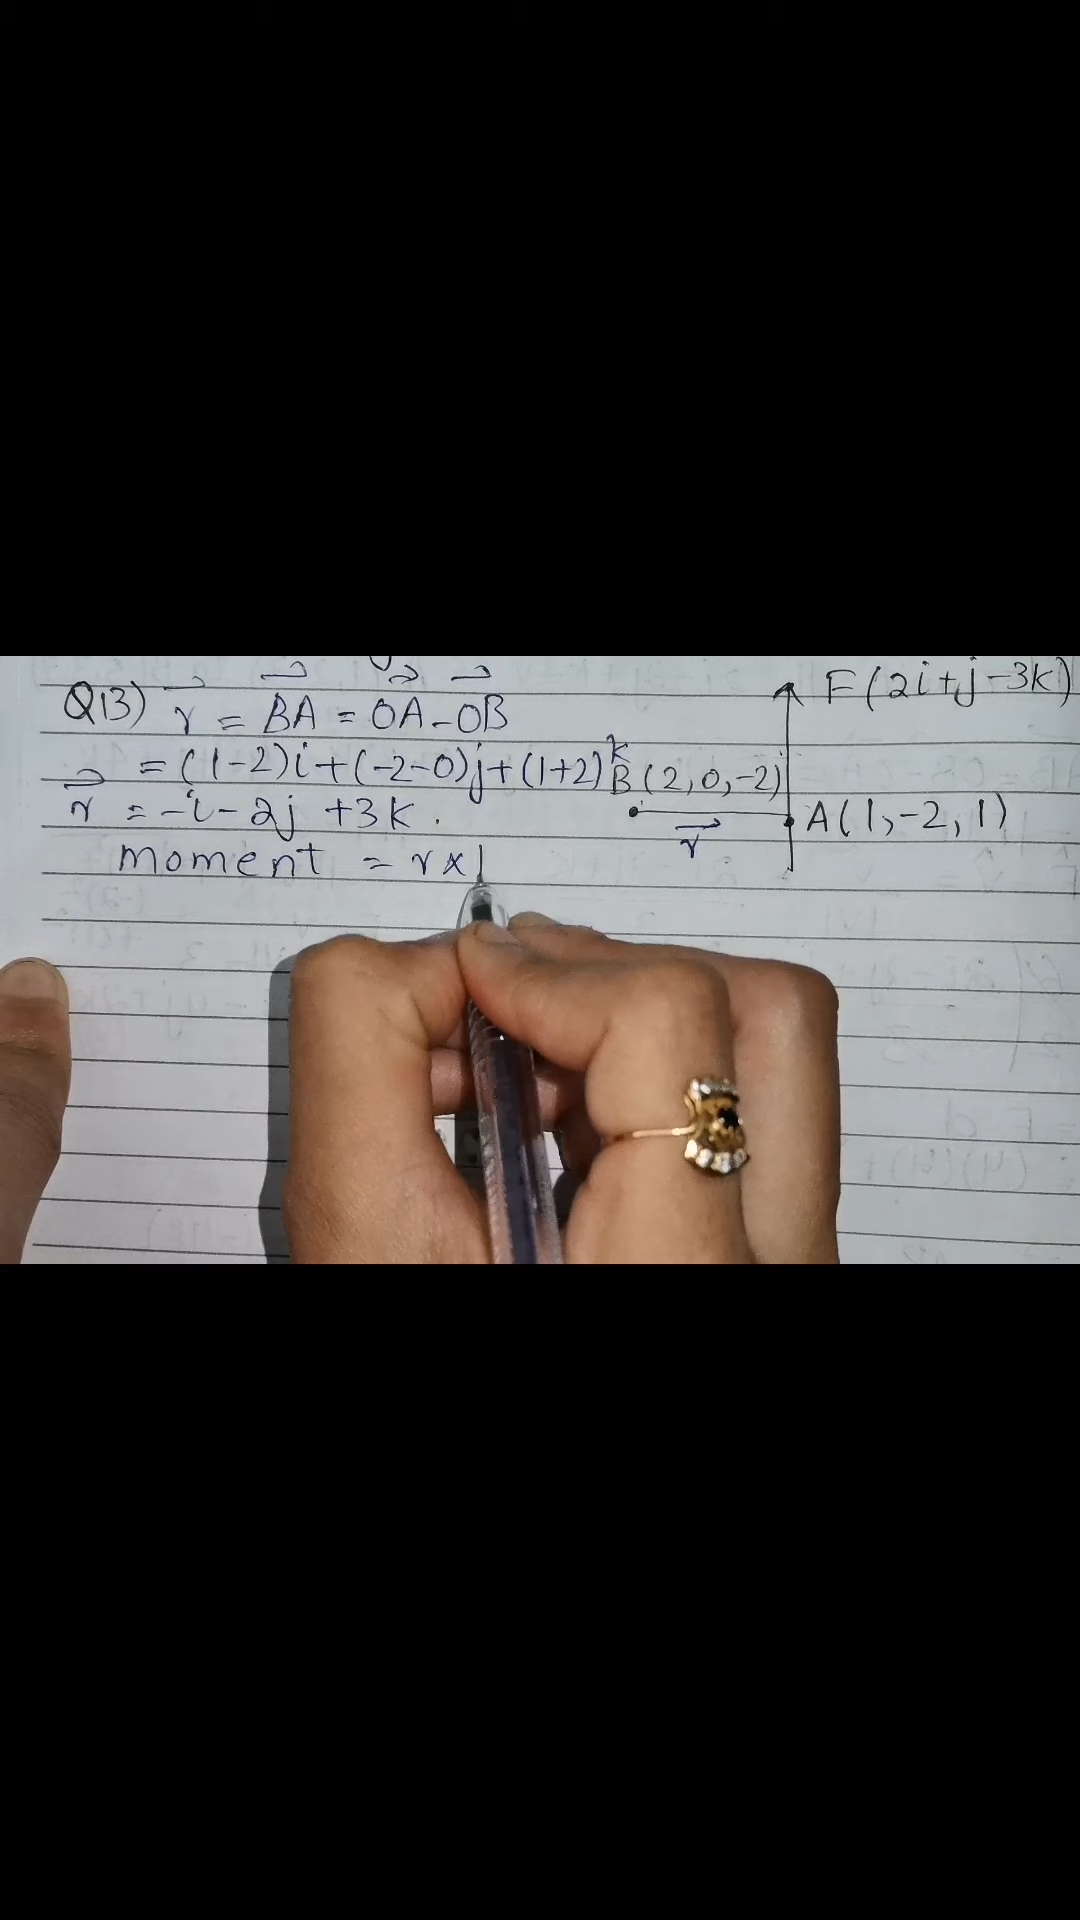 Q13) r = BA = OA - OB
= (1-2)i + (-2-0)j + (1+2)k
r = -i - 2j + 3k .
moment = r x
F(2i+j-3k)
B(2,0,-2)
r
A(1,-2,1)